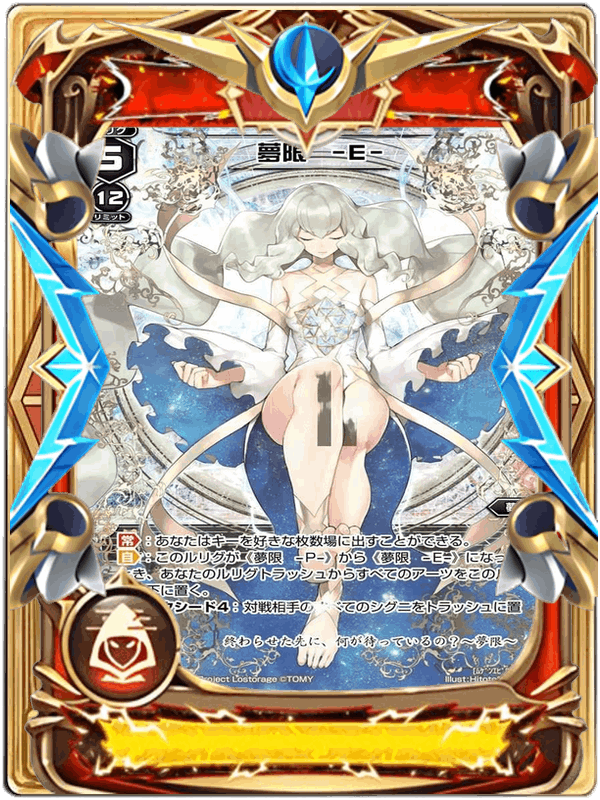 5
夢限 -E-
12
リミット
常：あなたはキーを好きな枚数場に出すことができる。
自：このルリグが《夢限 -P-》から《夢限 -E-》にな
き、あなたのルリグトラッシュからすべてのアーツをこの
下に置く。
シード4：対戦相手の べてのシグニをトラッシュに置
終わらせた先に、何が待っているの？～夢限～
roject Lostorage ©TOMY
Illust:Hitoto